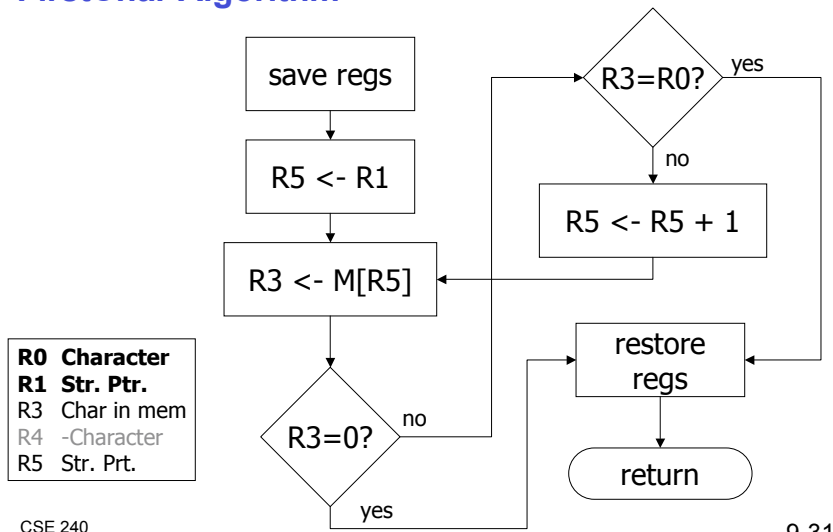 save regs
R5 <- R1
R3 <- M[R5]
R3=0?
no
yes
R3=R0?
yes
no
R5 <- R5 + 1
restore
regs
return
R0 Character
R1 Str. Ptr.
R3 Char in mem
R4 -Character
R5 Str. Prt.
CSE 240